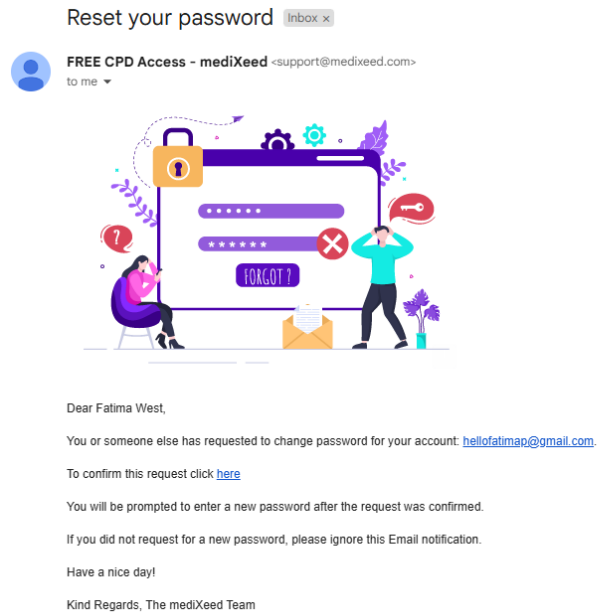 Reset your password Inbox ×
FREE CPD Access - mediXeed <support@medixeed.com>
to me
?
******
******
FORGOT?
Dear Fatima West,
You or someone else has requested to change password for your account: hellofatimap@gmail.com.
To confirm this request click here
You will be prompted to enter a new password after the request was confirmed.
If you did not request for a new password, please ignore this Email notification.
Have a nice day!
Kind Regards, The mediXeed Team